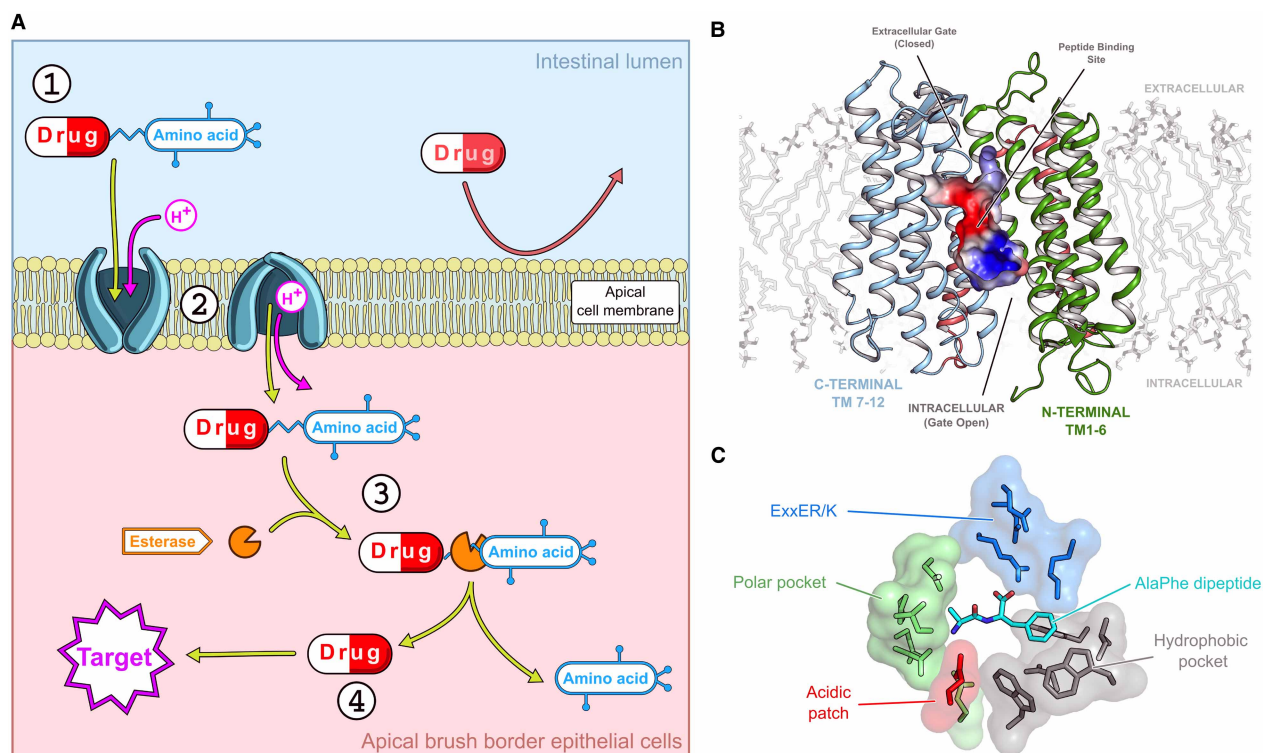 A
Intestinal lumen
1
Drug
Amino acid
Drug
H+
2
H+
Apical
cell membrane
Drug
Amino acid
3
Esterase
Drug
Amino acid
Target
Drug
4
Amino acid
Apical brush border epithelial cells
B
Extracellular Gate
(Closed)
Peptide Binding
Site
EXTRACELLULAR
C-TERMINAL
TM 7-12
INTRACELLULAR
(Gate Open)
N-TERMINAL
TM1-6
INTRACELLULAR
C
ExxER/K
Polar pocket
AlaPhe dipeptide
Hydrophobic
pocket
Acidic
patch